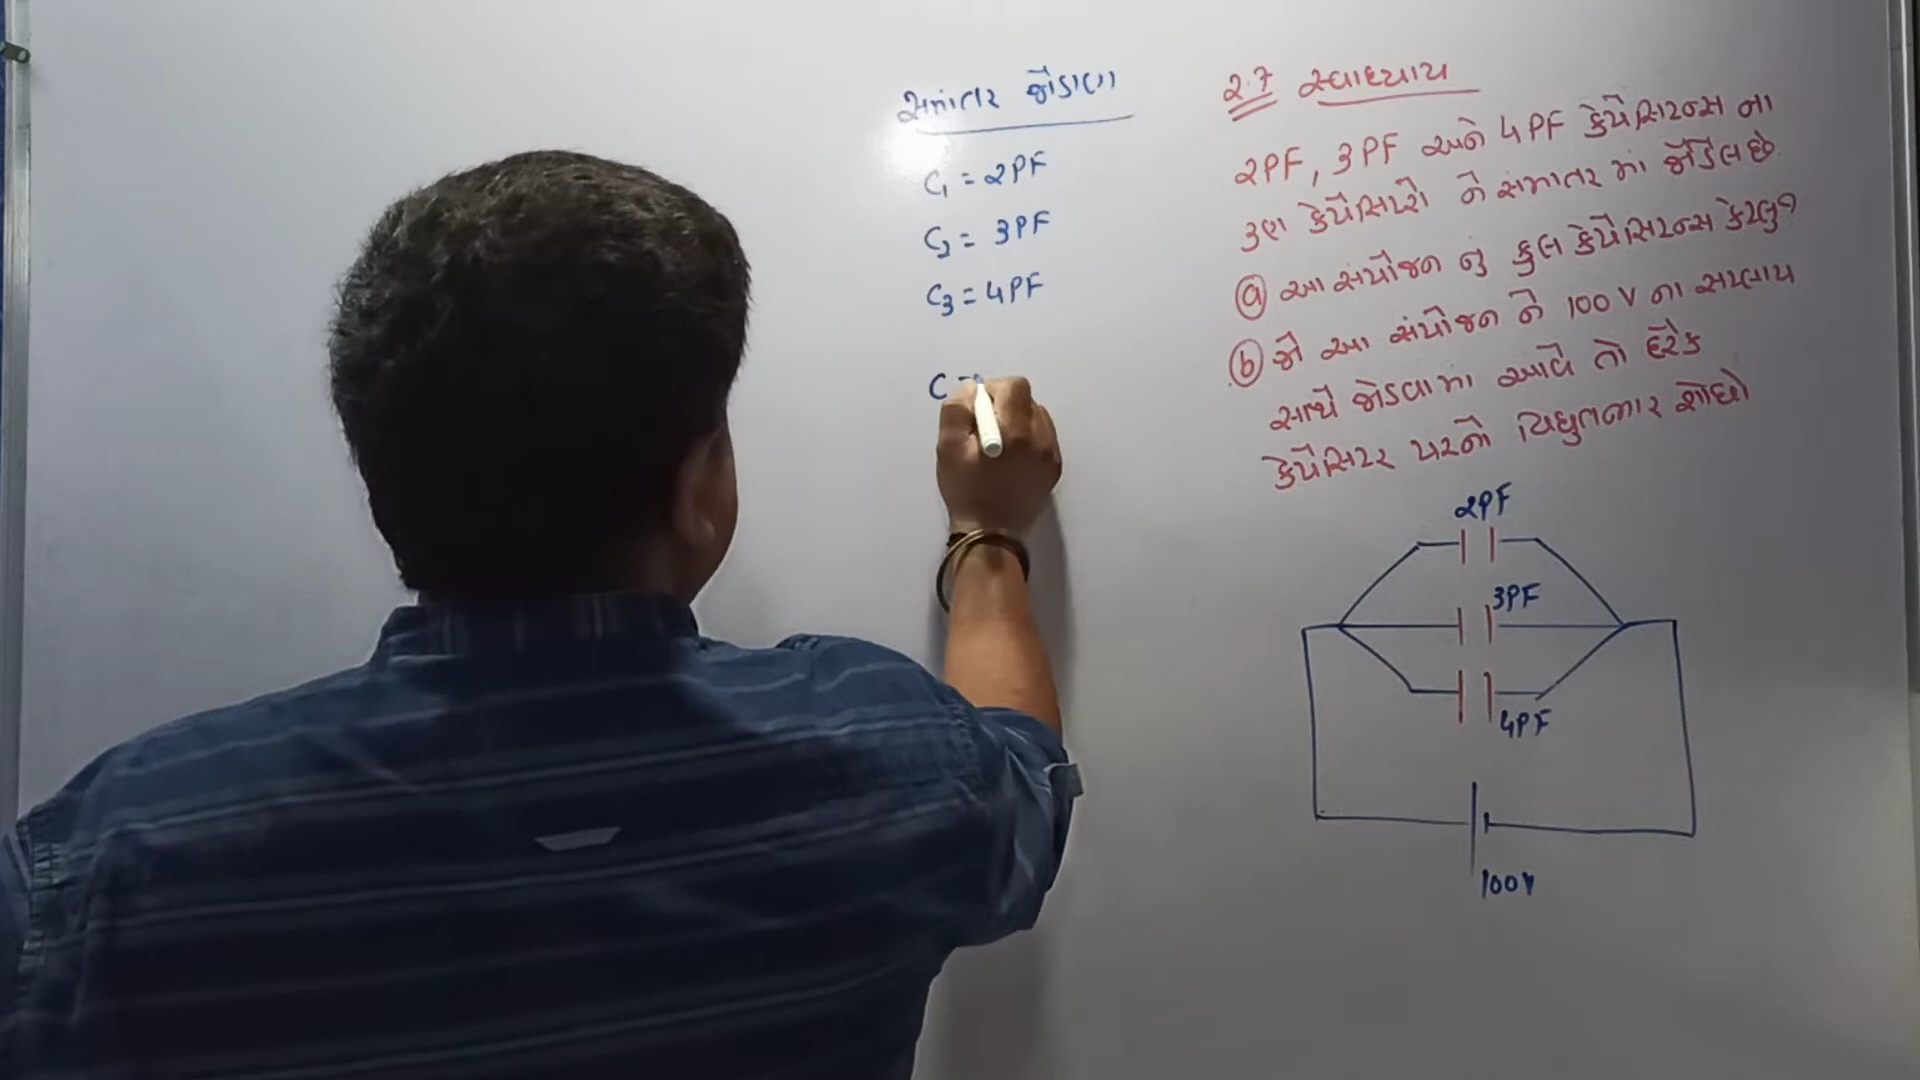 સમાંતર જોડાણ
C₁ = 2PF
C₂ = 3PF
C₃ = 4PF
C =
2.7 સ્વાધ્યાય
2PF, 3PF અને 4PF કેપેસિટન્સ ના
ત્રણ કેપેસિટરો ને સમાતર માં જોડેલ છે
(a) આ સંયોજન નુ કુલ કેપેસિટન્સ કેટલુ?
(b) જો આ સંયોજન ને 100 V ના સપ્લાય
સાથે જોડવામાં આવે તો દરેક
કેપેસિટર પરનો વિધુતભાર શોધો
2PF
3PF
4PF
100V